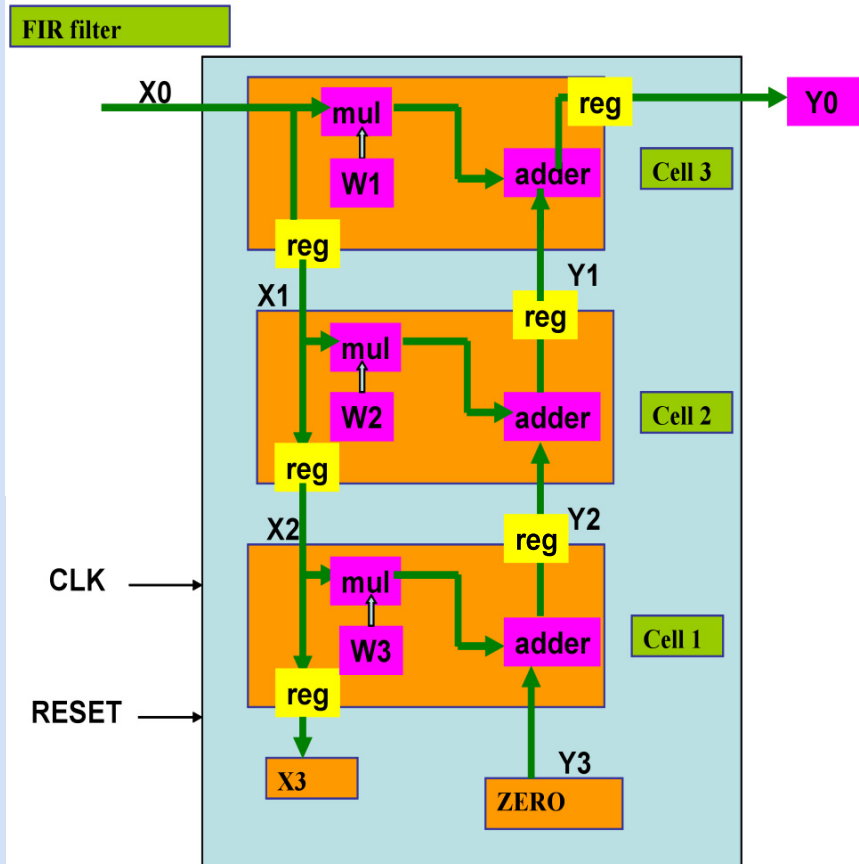 FIR filter
X0
mul
reg
Y0
W1
adder
Cell 3
reg
X1
Y1
reg
mul
W2
adder
Cell 2
reg
X2
Y2
reg
CLK
mul
W3
adder
Cell 1
reg
RESET
X3
Y3
ZERO